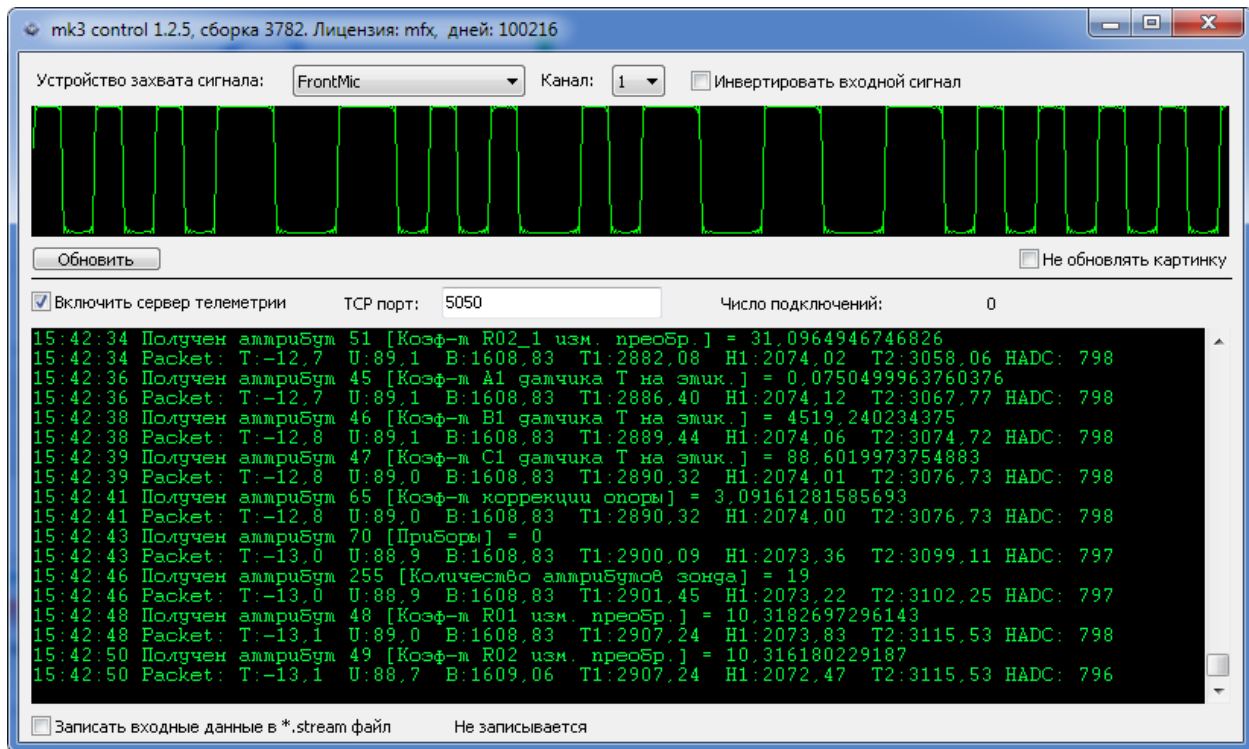 mk3 control 1.2.5, сборка 3782. Лицензия: mfx, дней: 100216
Устройство захвата сигнала: FrontMic Канал: 1 Инвертировать входной сигнал
Обновить Не обновлять картинку
Включить сервер телеметрии TCP порт: 5050 Число подключений: 0
15:42:34 Получен аттрибут 51 [Коэф-т R02_1 изм. преобр.] = 31,0964946746826
15:42:34 Packet: T:-12,7 U:89,1 B:1608,83 T1:2882,08 H1:2074,02 T2:3058,06 HADC: 798
15:42:36 Получен аттрибут 45 [Коэф-т A1 датчика Т на этик.] = 0,0750499963760376
15:42:36 Packet: T:-12,7 U:89,1 B:1608,83 T1:2886,40 H1:2074,12 T2:3067,77 HADC: 798
15:42:38 Получен аттрибут 46 [Коэф-т B1 датчика Т на этик.] = 4519,240234375
15:42:38 Packet: T:-12,8 U:89,1 B:1608,83 T1:2889,44 H1:2074,06 T2:3074,72 HADC: 798
15:42:39 Получен аттрибут 47 [Коэф-т C1 датчика Т на этик.] = 88,6019973754883
15:42:39 Packet: T:-12,8 U:89,0 B:1608,83 T1:2890,32 H1:2074,01 T2:3076,73 HADC: 798
15:42:41 Получен аттрибут 65 [Коэф-т коррекции опоры] = 3,09161281585693
15:42:41 Packet: T:-12,8 U:89,0 B:1608,83 T1:2890,32 H1:2074,00 T2:3076,73 HADC: 798
15:42:43 Получен аттрибут 70 [Приборы] = 0
15:42:43 Packet: T:-13,0 U:88,9 B:1608,83 T1:2900,09 H1:2073,36 T2:3099,11 HADC: 797
15:42:46 Получен аттрибут 255 [Количество аттрибутов зонда] = 19
15:42:46 Packet: T:-13,0 U:88,9 B:1608,83 T1:2901,45 H1:2073,22 T2:3102,25 HADC: 797
15:42:48 Получен аттрибут 48 [Коэф-т R01 изм. преобр.] = 10,3182697296143
15:42:48 Packet: T:-13,1 U:89,0 B:1608,83 T1:2907,24 H1:2073,83 T2:3115,53 HADC: 798
15:42:50 Получен аттрибут 49 [Коэф-т R02 изм. преобр.] = 10,316180229187
15:42:50 Packet: T:-13,1 U:88,7 B:1609,06 T1:2907,24 H1:2072,47 T2:3115,53 HADC: 796
Записать входные данные в *.stream файл Не записывается